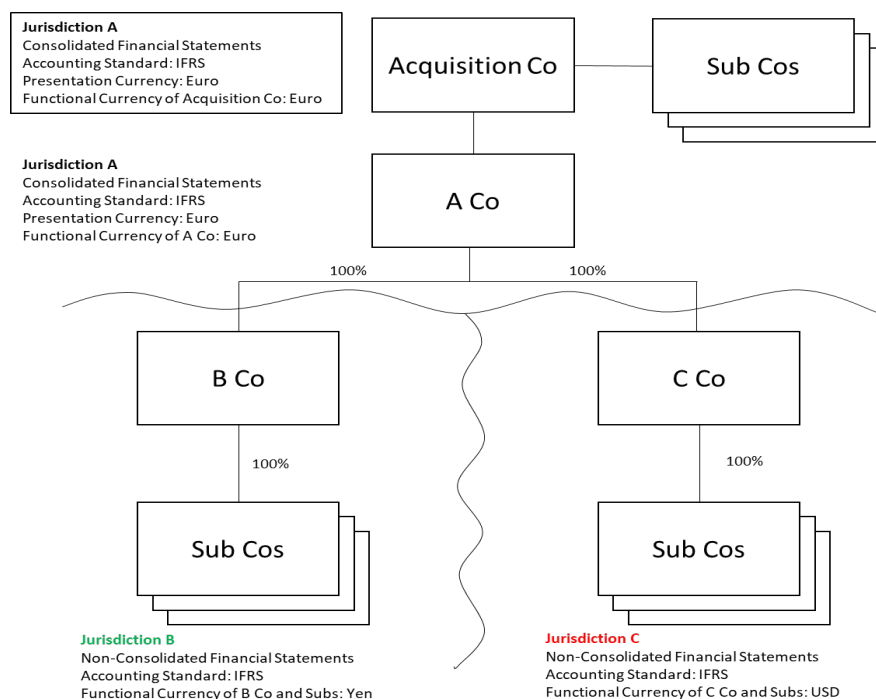 Jurisdiction A
Consolidated Financial Statements
Accounting Standard: IFRS
Presentation Currency: Euro
Functional Currency of Acquisition Co: Euro
Acquisition Co
Sub Cos
Jurisdiction A
Consolidated Financial Statements
Accounting Standard: IFRS
Presentation Currency: Euro
Functional Currency of A Co: Euro
A Co
100%
100%
B Co
C Co
100%
100%
Sub Cos
Sub Cos
Jurisdiction B
Non-Consolidated Financial Statements
Accounting Standard: IFRS
Functional Currency of B Co and Subs: Yen
Jurisdiction C
Non-Consolidated Financial Statements
Accounting Standard: IFRS
Functional Currency of C Co and Subs: USD